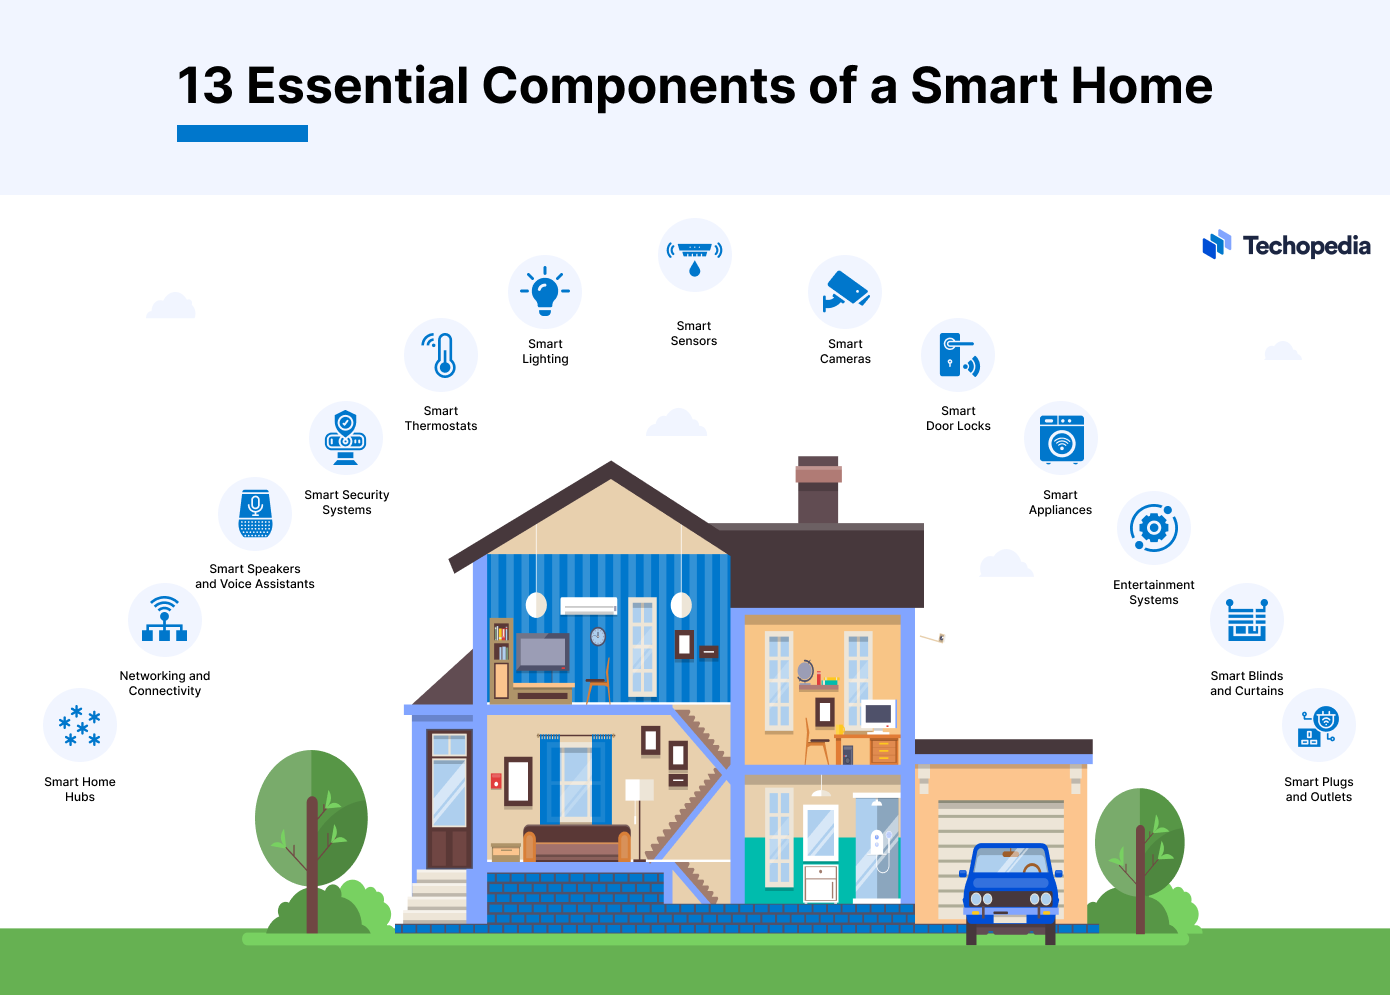 13 Essential Components of a Smart Home
Techopedia
Smart Home
Hubs
Networking and
Connectivity
Smart Speakers
and Voice Assistants
Smart Security
Systems
Smart
Thermostats
Smart
Lighting
Smart
Sensors
Smart
Cameras
Smart
Door Locks
Smart
Appliances
Entertainment
Systems
Smart Blinds
and Curtains
Smart Plugs
and Outlets